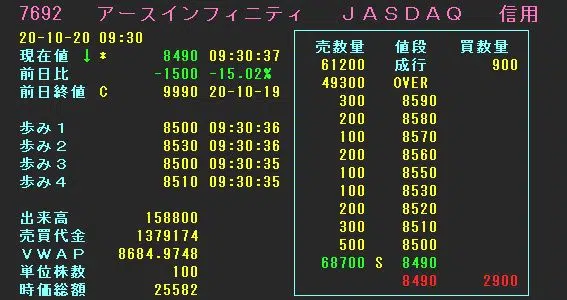 7692 アースインフィニティ JASDAQ 信用
20-10-20 09:30
現在値 ↓ * 8490 09:30:37
前日比 -1500 -15.02%
前日終値 C 9990 20-10-19
歩み1 8500 09:30:36
歩み2 8530 09:30:36
歩み3 8500 09:30:35
歩み4 8510 09:30:35
出来高 158800
売買代金 1379174
VWAP 8684.9748
単位株数 100
時価総額 25582
売数量 値段 買数量
61200 成行 900
49300 OVER
300 8590
200 8580
100 8570
200 8560
100 8550
100 8530
200 8520
300 8510
500 8500
68700 S 8490
8490 2900